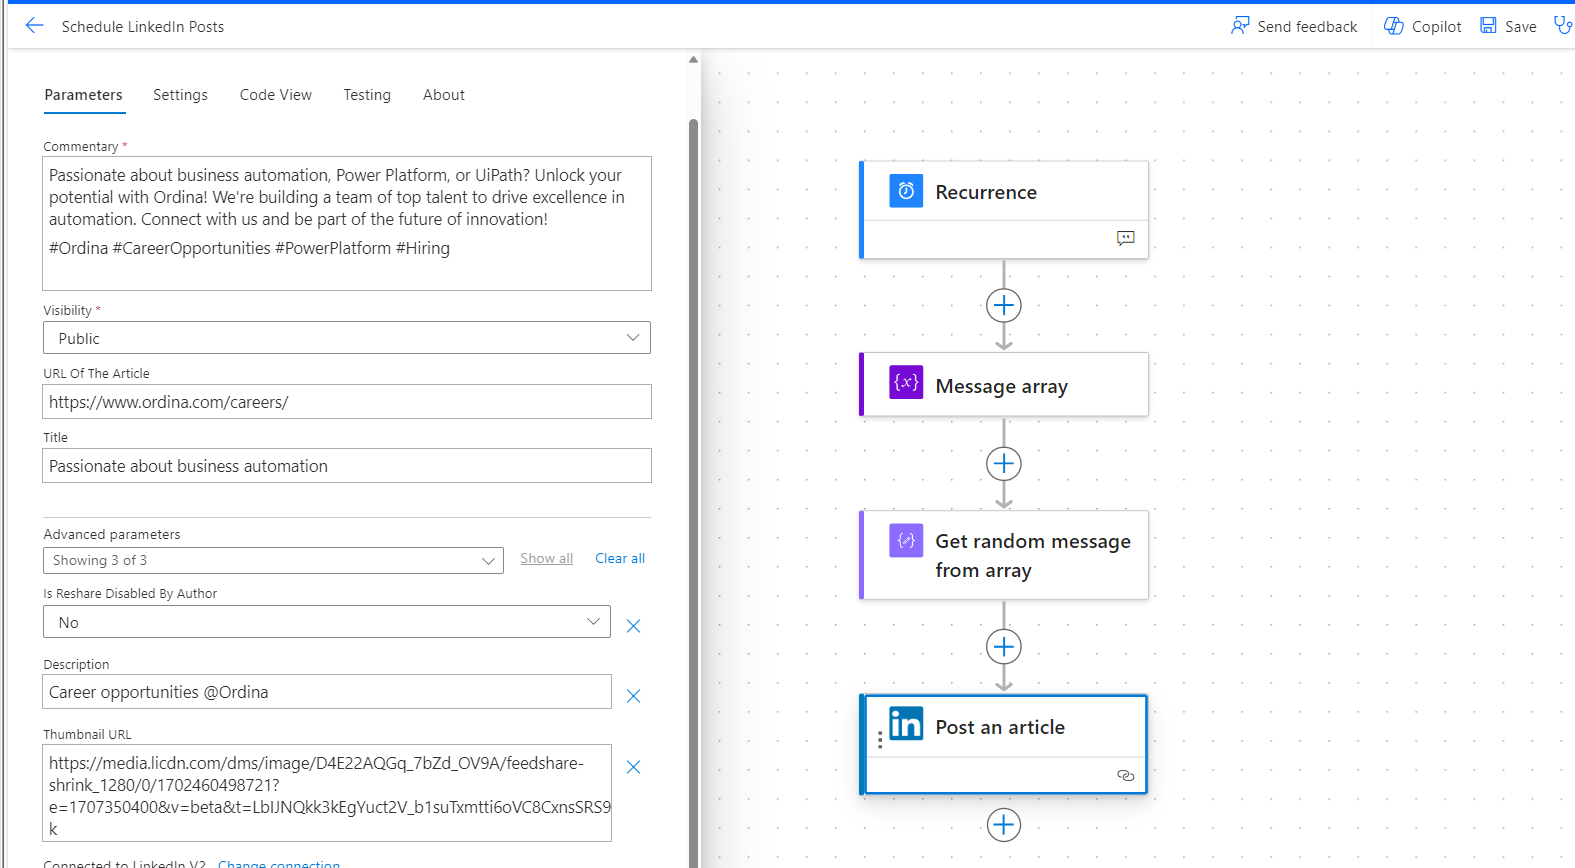 Schedule LinkedIn Posts
Send feedback
Copilot
Save
Parameters
Settings
Code View
Testing
About
Commentary *
Passionate about business automation, Power Platform, or UiPath? Unlock your
potential with Ordina! We're building a team of top talent to drive excellence in
automation. Connect with us and be part of the future of innovation!
#Ordina #CareerOpportunities #PowerPlatform #Hiring
Visibility *
Public
URL Of The Article
https://www.ordina.com/careers/
Title
Passionate about business automation
Advanced parameters
Showing 3 of 3
Show all
Clear all
Is Reshare Disabled By Author
No
Description
Career opportunities @Ordina
Thumbnail URL
https://media.licdn.com/dms/image/D4E22AQGq_7bZd_OV9A/feedshare-
shrink_1280/0/1702460498721?
e=1707350400&v=beta&t=LbIJNQkk3kEgYuct2V_b1suTxmtti6oVC8CxnsSRS9
k
Connected to LinkedIn V2.
Change connection
Recurrence
{x}
Message array
Get random message
from array
in
Post an article